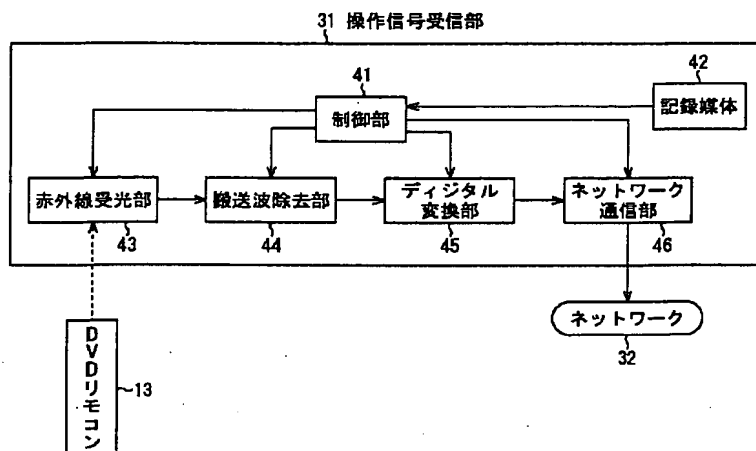 31 操作信号受信部
41
制御部
42
記録媒体
赤外線受光部
43
搬送波除去部
44
ディジタル
変換部
45
ネットワーク
通信部
46
ネットワーク
32
DVDリモコン
13